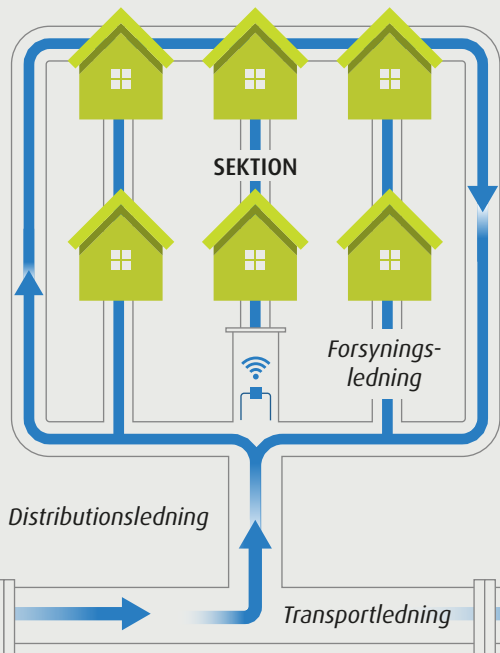 SEKTION
Forsynings-
ledning
Distributionsledning
Transportledning